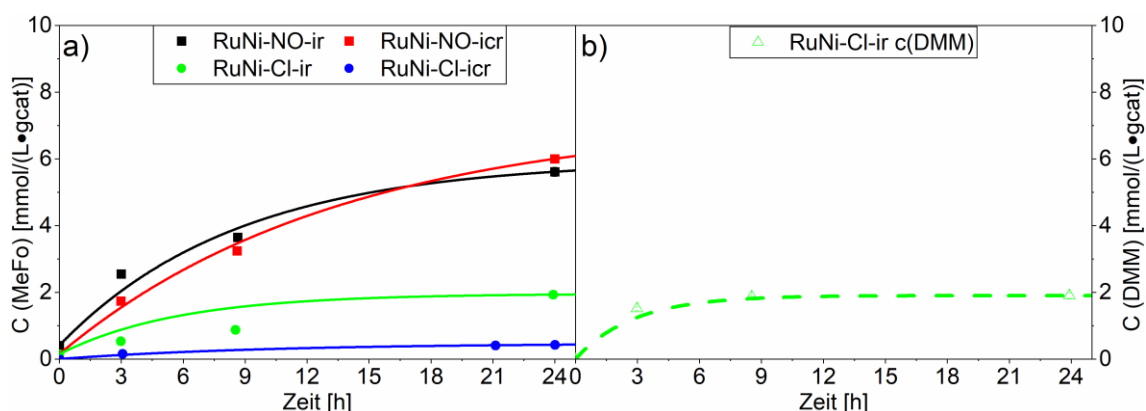 a)
RuNi-NO-ir
RuNi-NO-icr
RuNi-Cl-ir
RuNi-Cl-icr
C (MeFo) [mmol/(L•gcat)]
10
8
6
4
2
0
0
3
6
9
12
15
18
21
24
Zeit [h]
b)
RuNi-Cl-ir c(DMM)
0
3
6
9
12
15
18
21
24
Zeit [h]
10
8
6
4
2
0
C (DMM) [mmol/(L•gcat)]